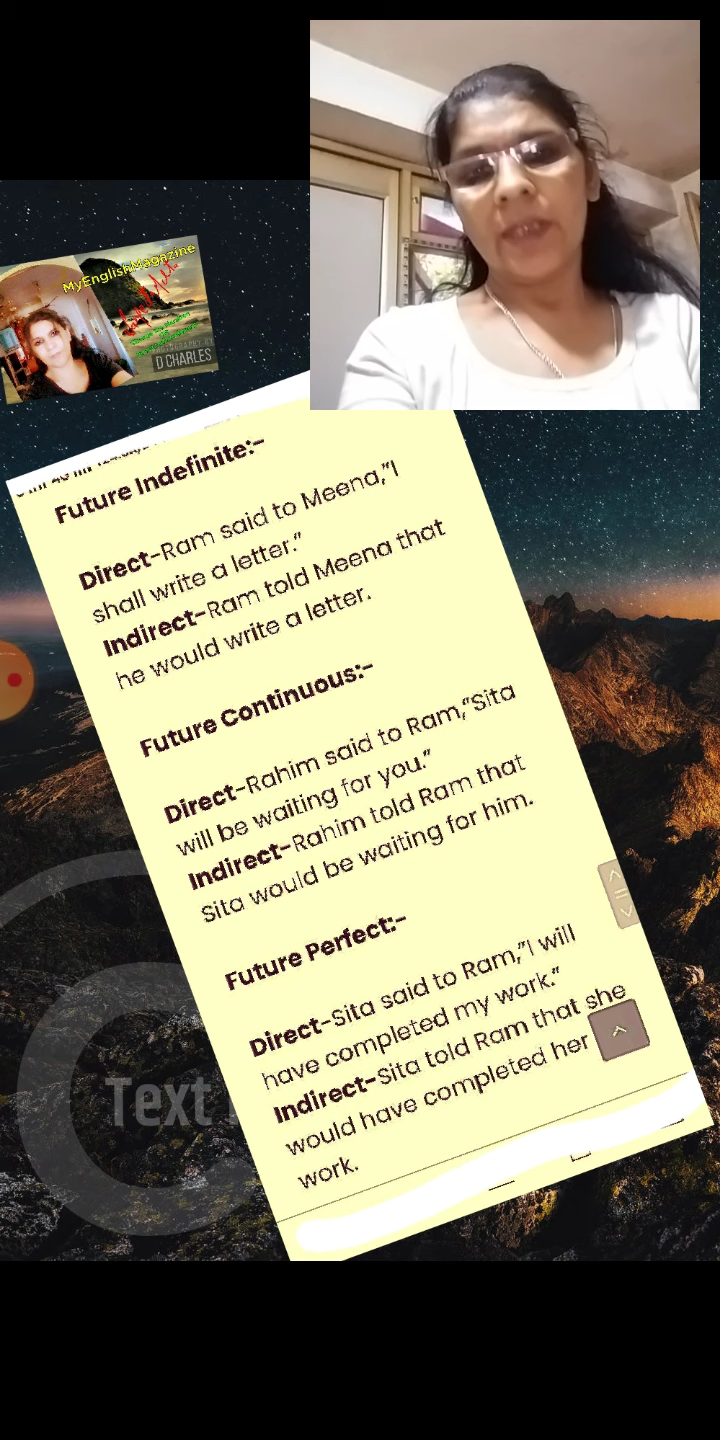 MyEnglishMagazine
D CHARLES
Future Indefinite:-
Direct-Ram said to Meena,"I
shall write a letter."
Indirect-Ram told Meena that
he would write a letter.
Future Continuous:-
Direct-Rahim said to Ram,"Sita
will be waiting for you."
Indirect-Rahim told Ram that
Sita would be waiting for him.
Future Perfect:-
Direct-Sita said to Ram,"I will
have completed my work."
Indirect-Sita told Ram that she
would have completed her
work.
Text